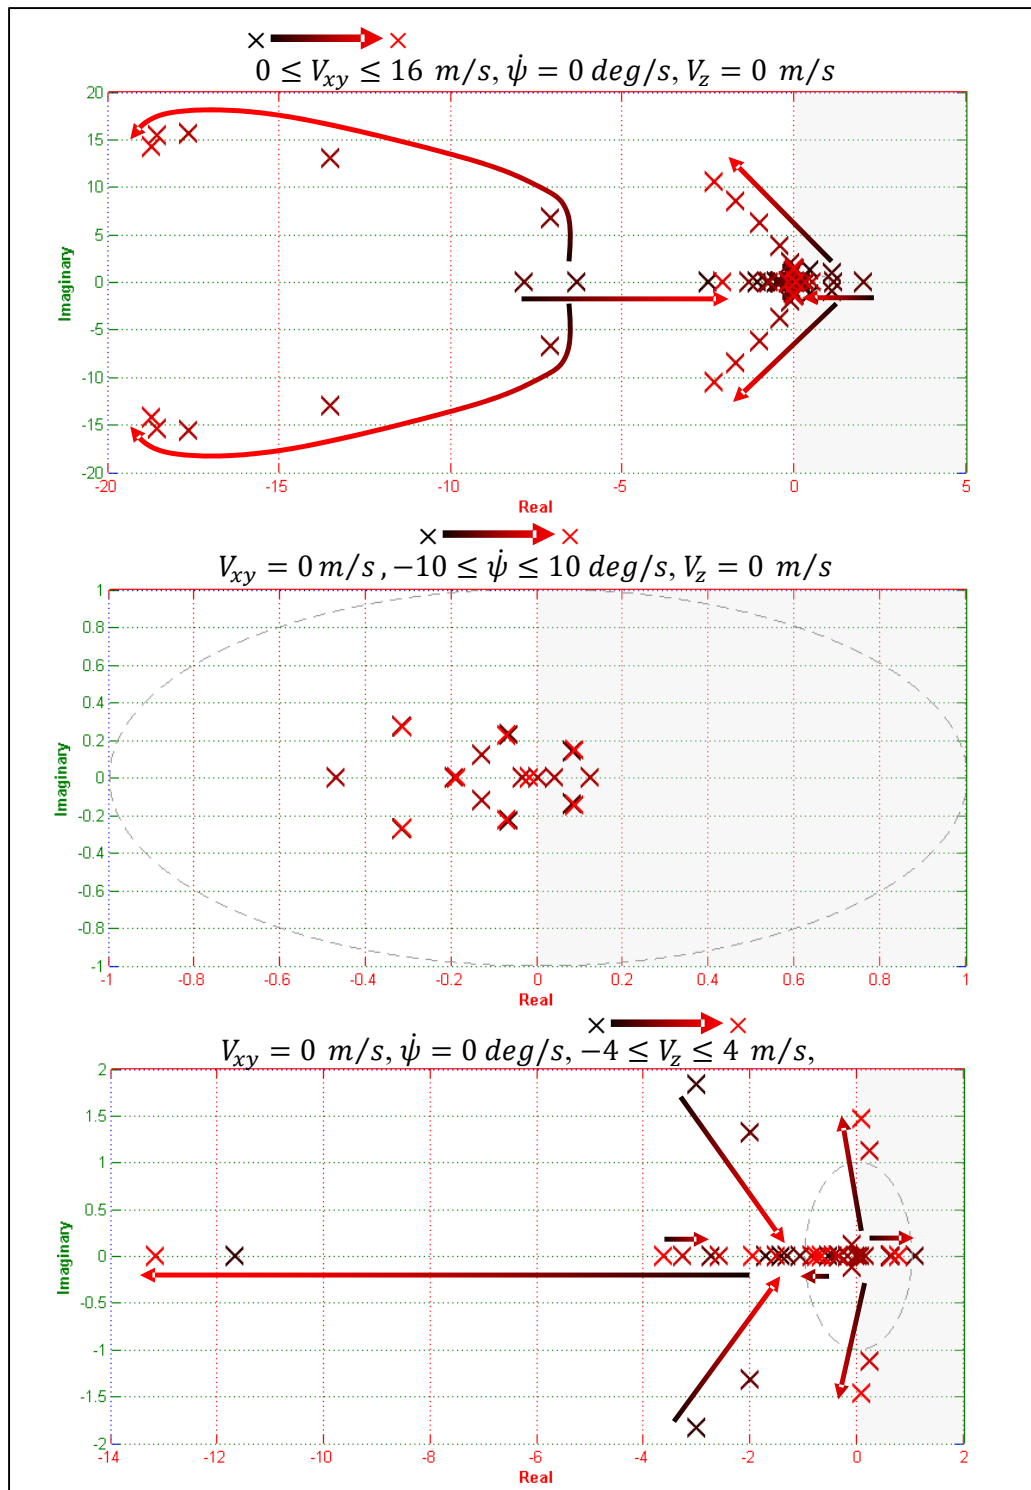 0 ≤ V_xy ≤ 16 m/s, ψ̇ = 0 deg/s, V_z = 0 m/s
20
15
10
5
0
-5
-10
-15
-20
Imaginary
-20 -15 -10 -5 0 5
Real
V_xy = 0 m/s , −10 ≤ ψ̇ ≤ 10 deg/s, V_z = 0 m/s
1
0.8
0.6
0.4
0.2
0
-0.2
-0.4
-0.6
-0.8
-1
Imaginary
-1 -0.8 -0.6 -0.4 -0.2 0 0.2 0.4 0.6 0.8 1
Real
V_xy = 0 m/s, ψ̇ = 0 deg/s, −4 ≤ V_z ≤ 4 m/s,
2
1.5
1
0.5
0
-0.5
-1
-1.5
-2
Imaginary
-14 -12 -10 -8 -6 -4 -2 0 2
Real